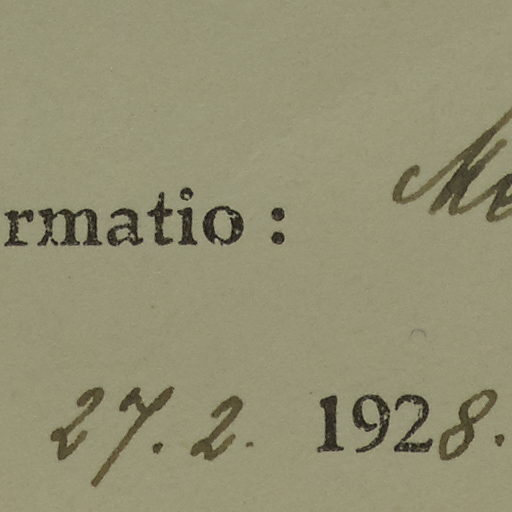 rmatio : M
27. 2. 1928.